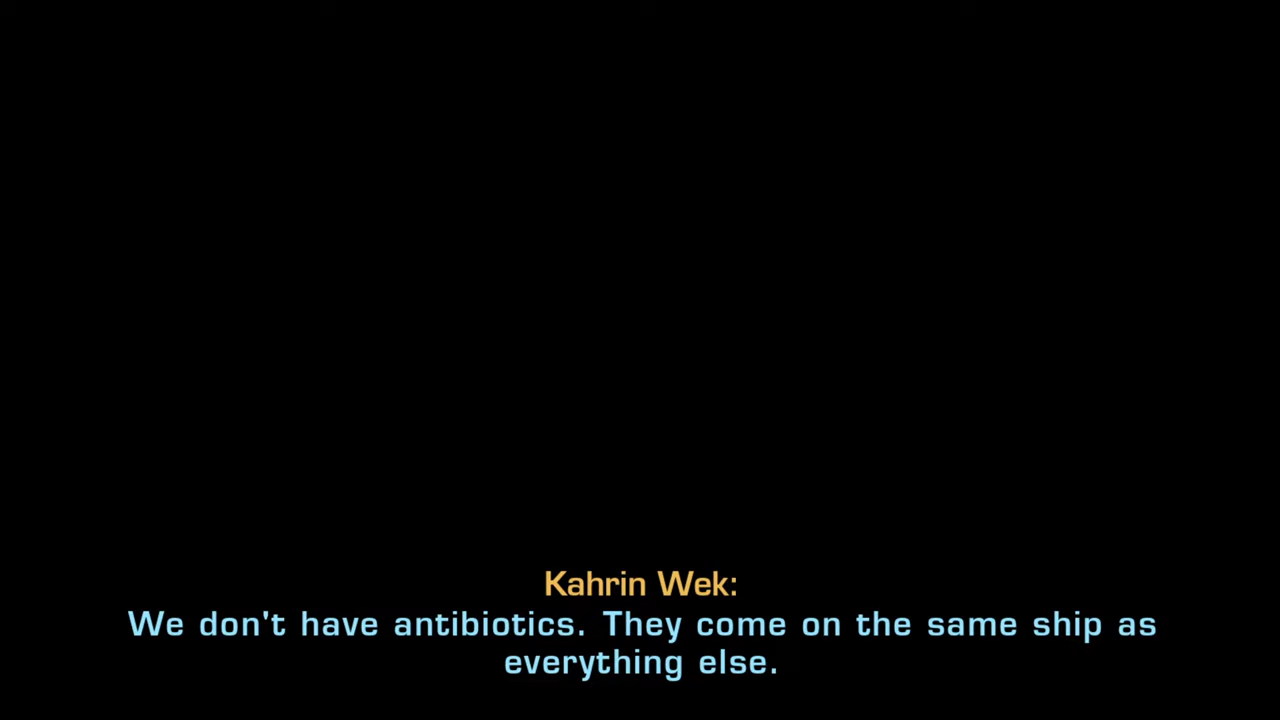 Kahrin Wek:
We don't have antibiotics. They come on the same ship as
everything else.